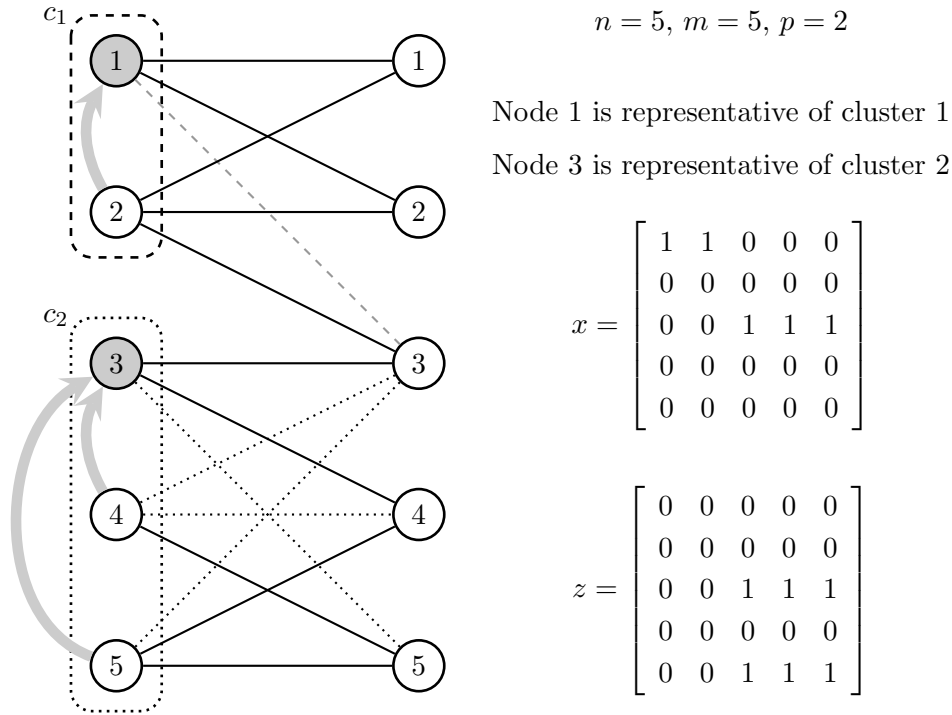 c₁
1
1
2
2
c₂
3
3
4
4
5
5
n = 5, m = 5, p = 2
Node 1 is representative of cluster 1
Node 3 is representative of cluster 2
x =
1 1 0 0 0
0 0 0 0 0
0 0 1 1 1
0 0 0 0 0
0 0 0 0 0
z =
0 0 0 0 0
0 0 0 0 0
0 0 1 1 1
0 0 0 0 0
0 0 1 1 1